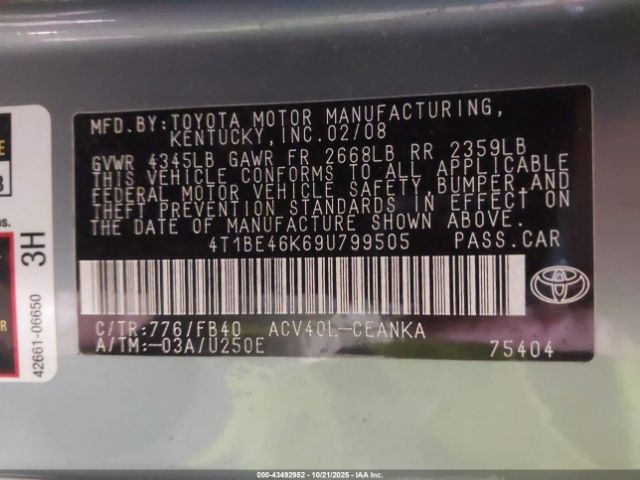 MFD.BY:TOYOTA MOTOR MANUFACTURING,
KENTUCKY,INC.02/08
GVWR 4345LB GAWR FR 2668LB RR 2359LB
THIS VEHICLE CONFORMS TO ALL APPLICABLE
FEDERAL MOTOR VEHICLE SAFETY,BUMPER,AND
THEFT PREVENTION STANDARDS IN EFFECT ON
THE DATE OF MANUFACTURE SHOWN ABOVE.
4T1BE46K69U799505 PASS.CAR
C/TR:776/FB40 ACV40L-CEANKA
A/TM:-03A/U250E 75404
TOYOTA
3H
42661-06650
000-43492952 | 10/21/2025 | © IAA, Inc.